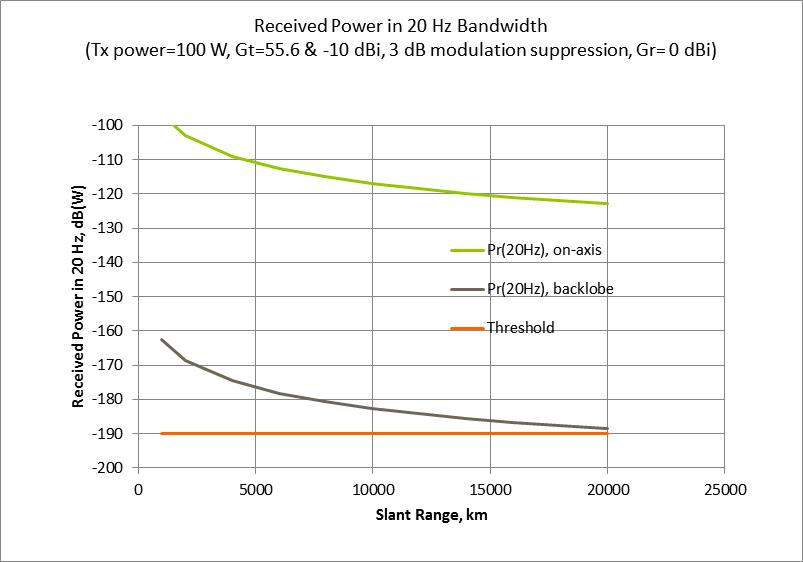 Received Power in 20 Hz Bandwidth
(Tx power=100 W, Gt=55.6 & -10 dBi, 3 dB modulation suppression, Gr= 0 dBi)
-100
-110
-120
-130
-140
-150
-160
-170
-180
-190
-200
Received Power in 20 Hz, dB(W)
Pr(20Hz), on-axis
Pr(20Hz), backlobe
Threshold
0 5000 10000 15000 20000 25000
Slant Range, km